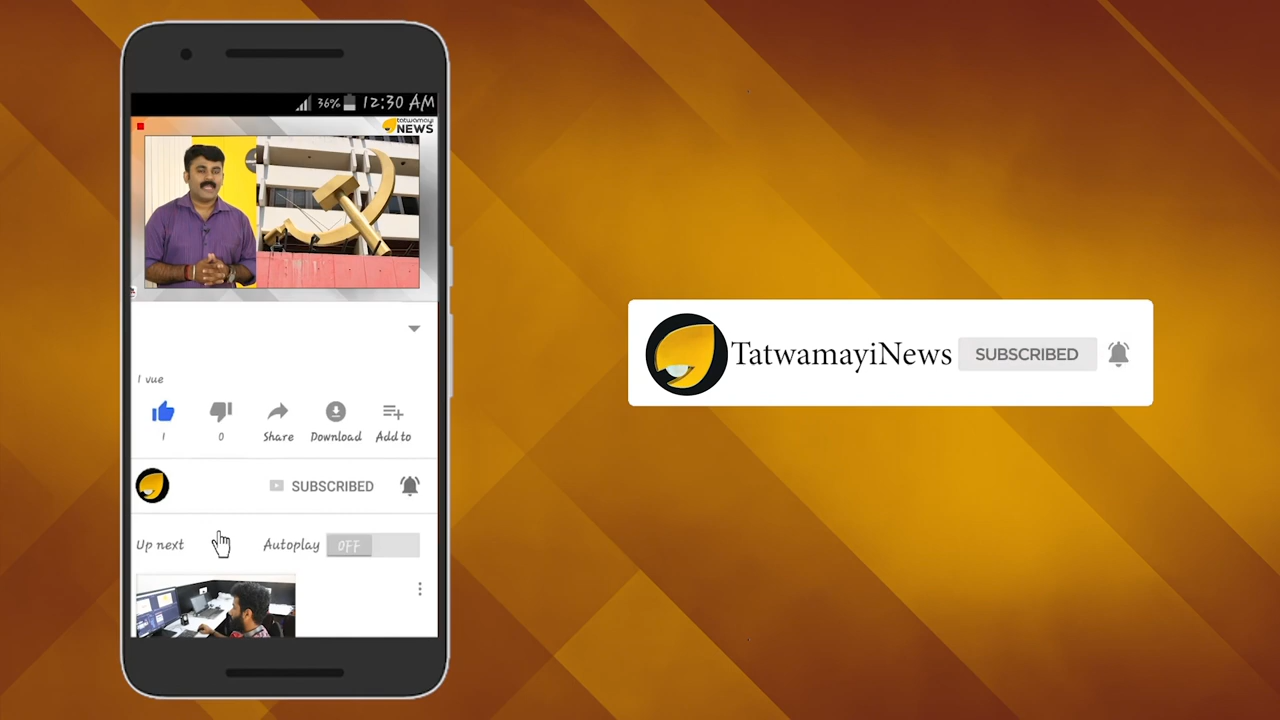 36% 12:30 AM
tatwamayi
NEWS
1 vue
1 0 Share Download Add to
SUBSCRIBED
Up next Autoplay OFF
TatwamayiNews SUBSCRIBED